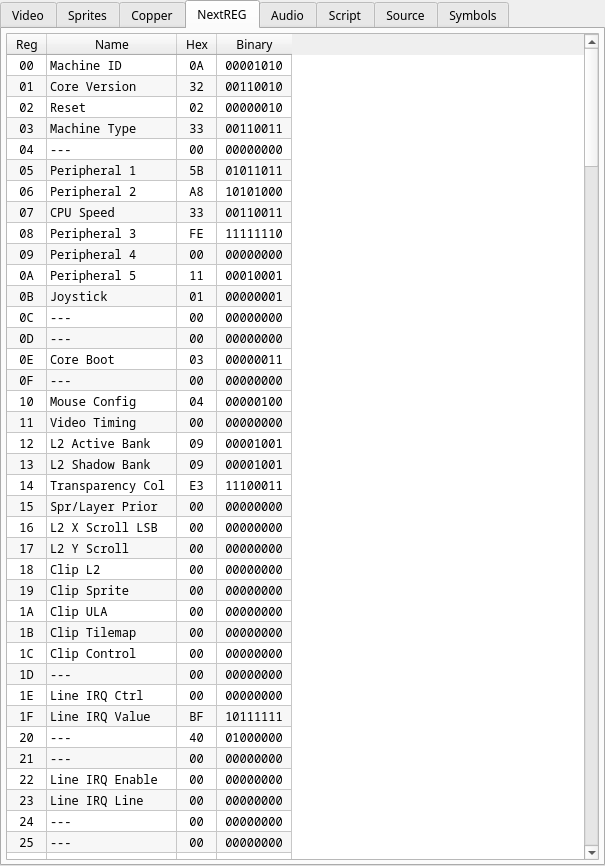 Video Sprites Copper NextREG Audio Script Source Symbols
Reg Name Hex Binary
00 Machine ID 0A 00001010
01 Core Version 32 00110010
02 Reset 02 00000010
03 Machine Type 33 00110011
04 --- 00 00000000
05 Peripheral 1 5B 01011011
06 Peripheral 2 A8 10101000
07 CPU Speed 33 00110011
08 Peripheral 3 FE 11111110
09 Peripheral 4 00 00000000
0A Peripheral 5 11 00010001
0B Joystick 01 00000001
0C --- 00 00000000
0D --- 00 00000000
0E Core Boot 03 00000011
0F --- 00 00000000
10 Mouse Config 04 00000100
11 Video Timing 00 00000000
12 L2 Active Bank 09 00001001
13 L2 Shadow Bank 09 00001001
14 Transparency Col E3 11100011
15 Spr/Layer Prior 00 00000000
16 L2 X Scroll LSB 00 00000000
17 L2 Y Scroll 00 00000000
18 Clip L2 00 00000000
19 Clip Sprite 00 00000000
1A Clip ULA 00 00000000
1B Clip Tilemap 00 00000000
1C Clip Control 00 00000000
1D --- 00 00000000
1E Line IRQ Ctrl 00 00000000
1F Line IRQ Value BF 10111111
20 --- 40 01000000
21 --- 00 00000000
22 Line IRQ Enable 00 00000000
23 Line IRQ Line 00 00000000
24 --- 00 00000000
25 --- 00 00000000